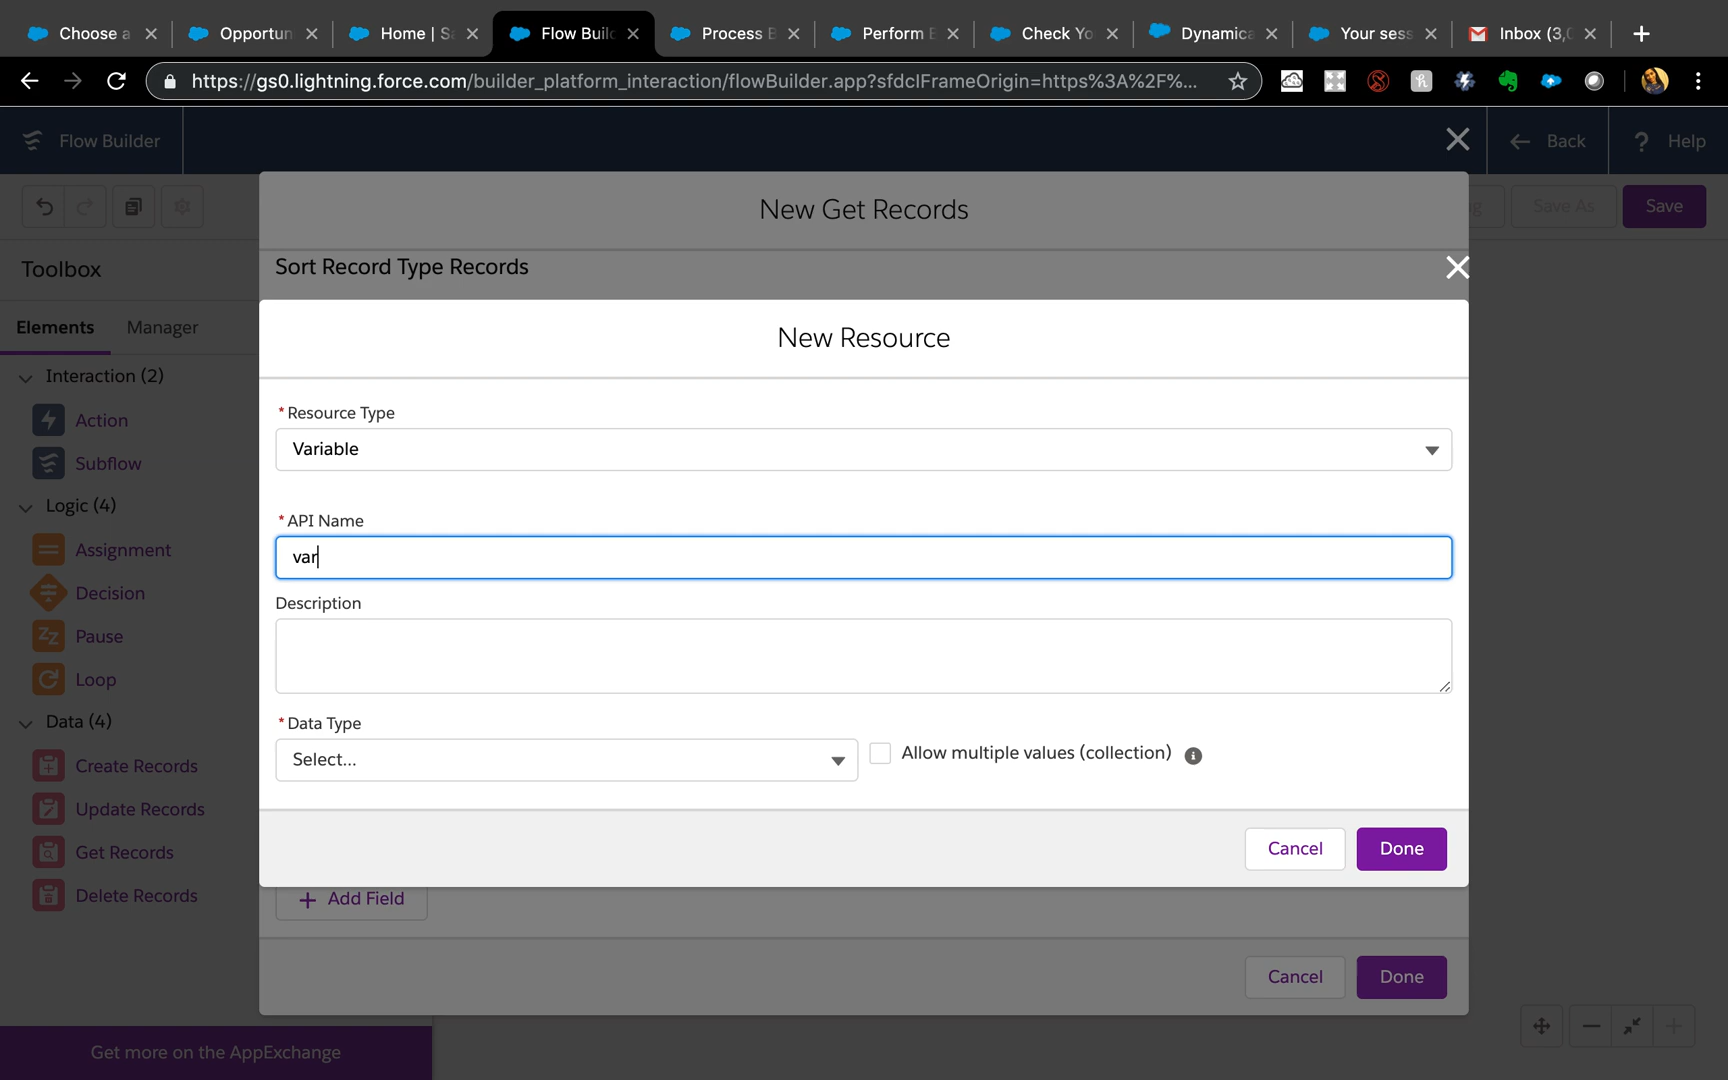 Choose a
Opportun
Home | Sa
Flow Builc
Process B
Perform E
Check Yo
Dynamica
Your sess
Inbox (3,0
https://gs0.lightning.force.com/builder_platform_interaction/flowBuilder.app?sfdcIFrameOrigin=https%3A%2F%...
Flow Builder
Back
? Help
New Get Records
Save As
Save
Toolbox
Sort Record Type Records
Elements
Manager
New Resource
Interaction (2)
Action
Subflow
Logic (4)
Assignment
Decision
Pause
Loop
Data (4)
Create Records
Update Records
Get Records
Delete Records
* Resource Type
Variable
* API Name
var
Description
* Data Type
Select...
Allow multiple values (collection)
Cancel
Done
+ Add Field
Cancel
Done
Get more on the AppExchange